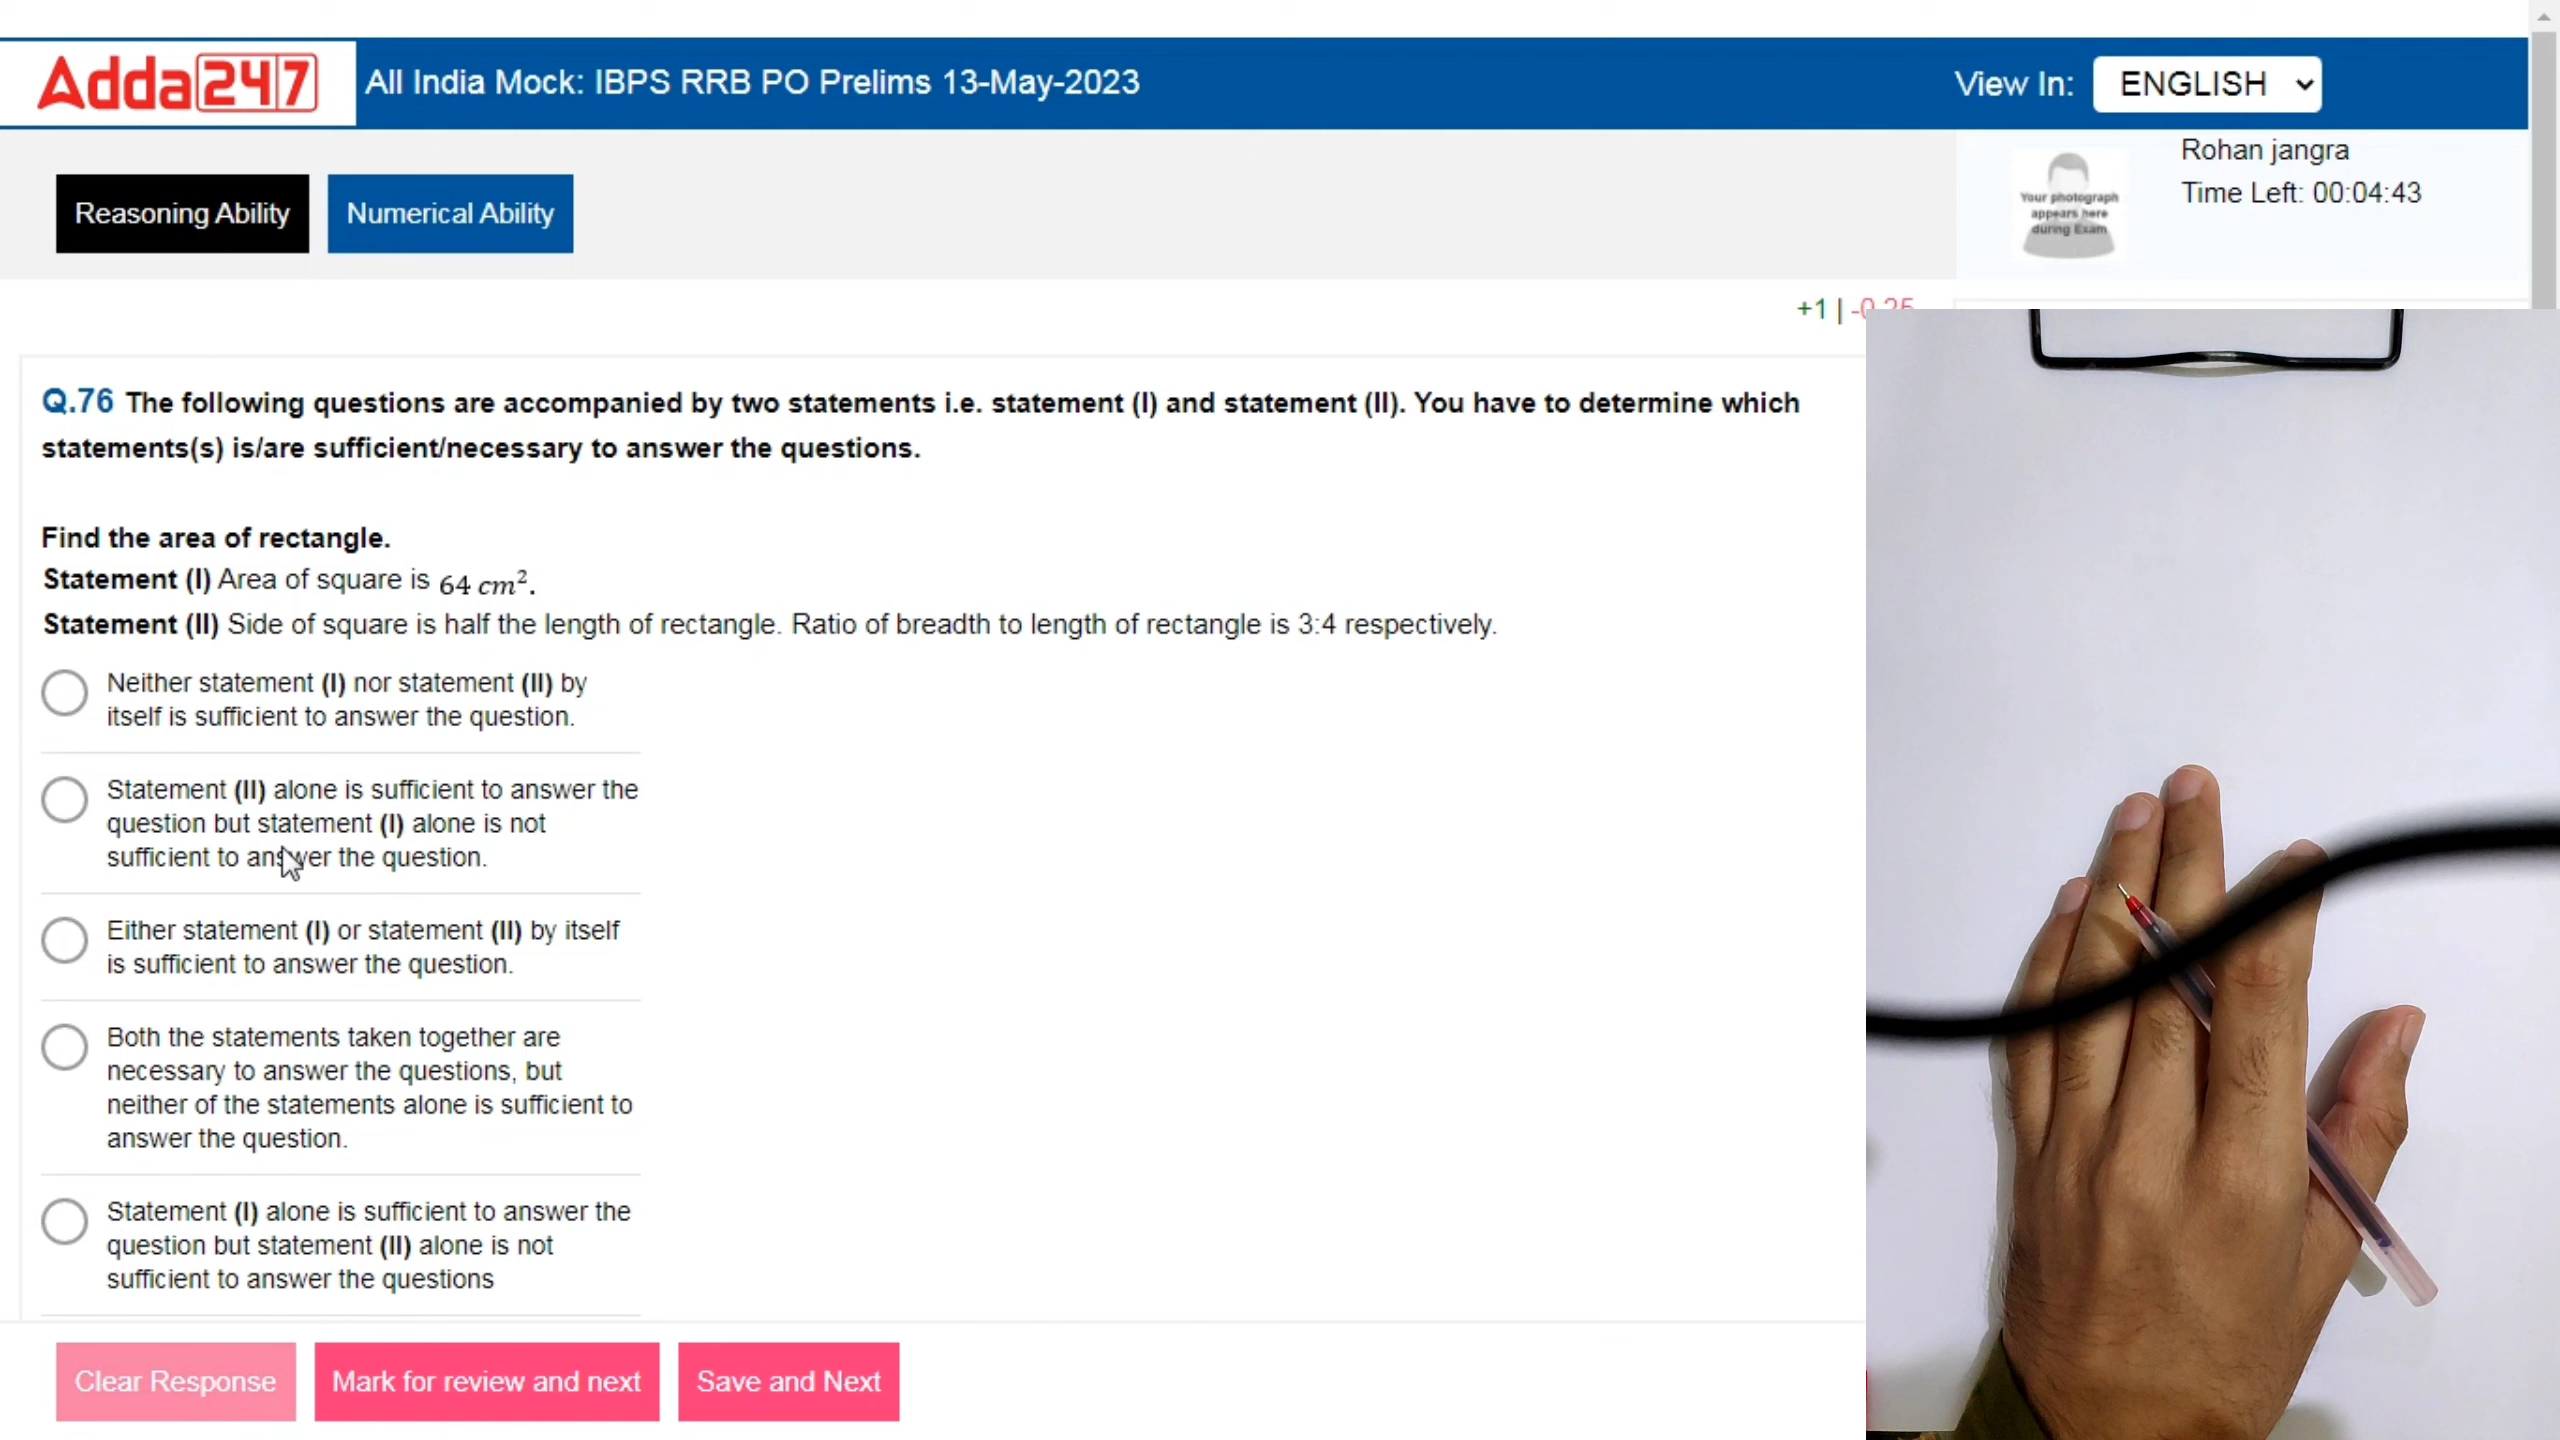 Adda247
All India Mock: IBPS RRB PO Prelims 13-May-2023
View In: ENGLISH
Reasoning Ability
Numerical Ability
Your photograph
appears here
during Exam
Rohan jangra
Time Left: 00:04:43
+1 | -0.25
Q.76 The following questions are accompanied by two statements i.e. statement (I) and statement (II). You have to determine which
statements(s) is/are sufficient/necessary to answer the questions.
Find the area of rectangle.
Statement (I) Area of square is 64 cm².
Statement (II) Side of square is half the length of rectangle. Ratio of breadth to length of rectangle is 3:4 respectively.
Neither statement (I) nor statement (II) by
itself is sufficient to answer the question.
Statement (II) alone is sufficient to answer the
question but statement (I) alone is not
sufficient to answer the question.
Either statement (I) or statement (II) by itself
is sufficient to answer the question.
Both the statements taken together are
necessary to answer the questions, but
neither of the statements alone is sufficient to
answer the question.
Statement (I) alone is sufficient to answer the
question but statement (II) alone is not
sufficient to answer the questions
Clear Response
Mark for review and next
Save and Next